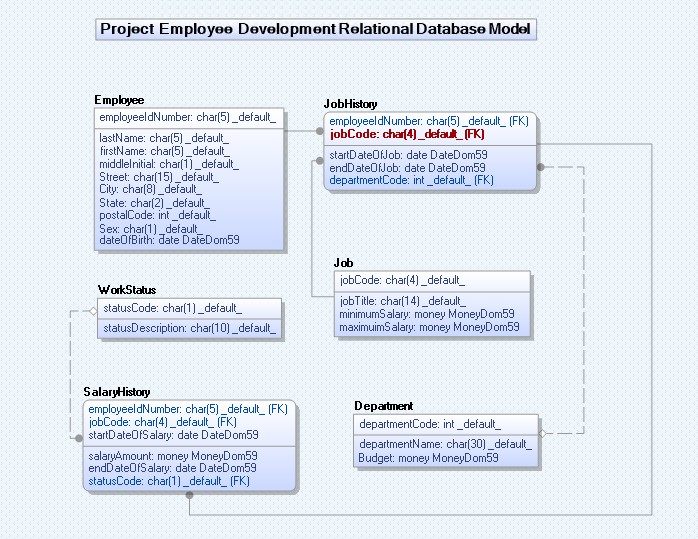 Project Employee Development Relational Database Model
Employee
employeeIdNumber: char(5) _default_
lastName: char(5) _default_
firstName: char(5) _default_
middleInitial: char(1) _default_
Street: char(15) _default_
City: char(8) _default_
State: char(2) _default_
postalCode: int _default_
Sex: char(1) _default_
dateOfBirth: date DateDom59
JobHistory
employeeIdNumber: char(5) _default_ (FK)
jobCode: char(4) _default_ (FK)
startDateOfJob: date DateDom59
endDateOfJob: date DateDom59
departmentCode: int _default_ (FK)
Job
jobCode: char(4) _default_
jobTitle: char(14) _default_
minimumSalary: money MoneyDom59
maximuimSalary: money MoneyDom59
WorkStatus
statusCode: char(1) _default_
statusDescription: char(10) _default_
SalaryHistory
employeeIdNumber: char(5) _default_ (FK)
jobCode: char(4) _default_ (FK)
startDateOfSalary: date DateDom59
salaryAmount: money MoneyDom59
endDateOfSalary: date DateDom59
statusCode: char(1) _default_ (FK)
Department
departmentCode: int _default_
departmentName: char(30) _default_
Budget: money MoneyDom59